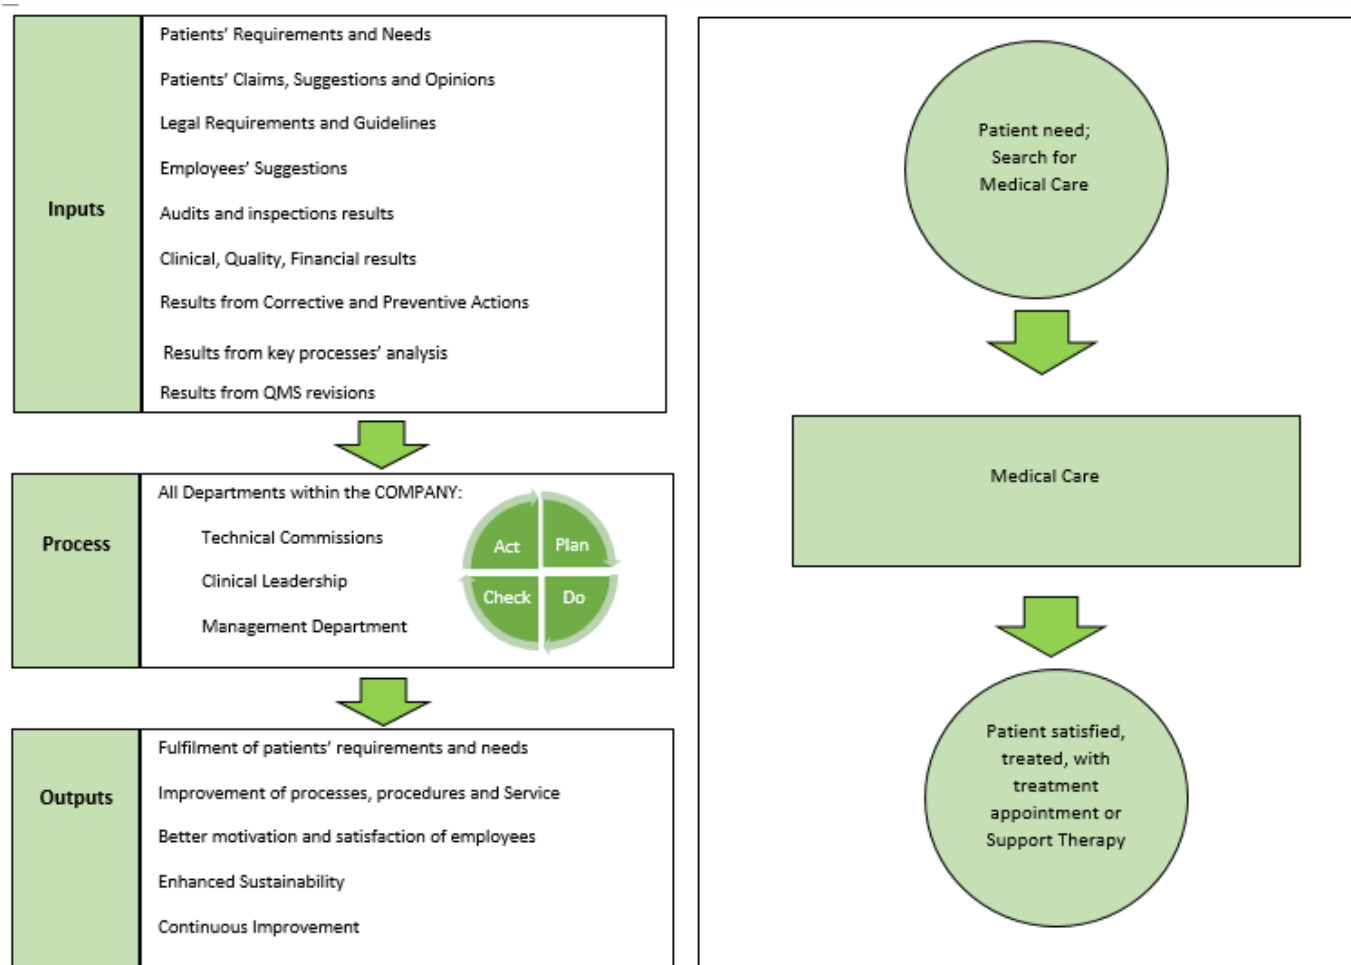 Inputs
Patients’ Requirements and Needs
Patients’ Claims, Suggestions and Opinions
Legal Requirements and Guidelines
Employees’ Suggestions
Audits and inspections results
Clinical, Quality, Financial results
Results from Corrective and Preventive Actions
Results from key processes’ analysis
Results from QMS revisions
Process
All Departments within the COMPANY:
Technical Commissions
Clinical Leadership
Management Department
Act
Plan
Check
Do
Outputs
Fulfilment of patients’ requirements and needs
Improvement of processes, procedures and Service
Better motivation and satisfaction of employees
Enhanced Sustainability
Continuous Improvement
Patient need;
Search for
Medical Care
Medical Care
Patient satisfied,
treated, with
treatment
appointment or
Support Therapy